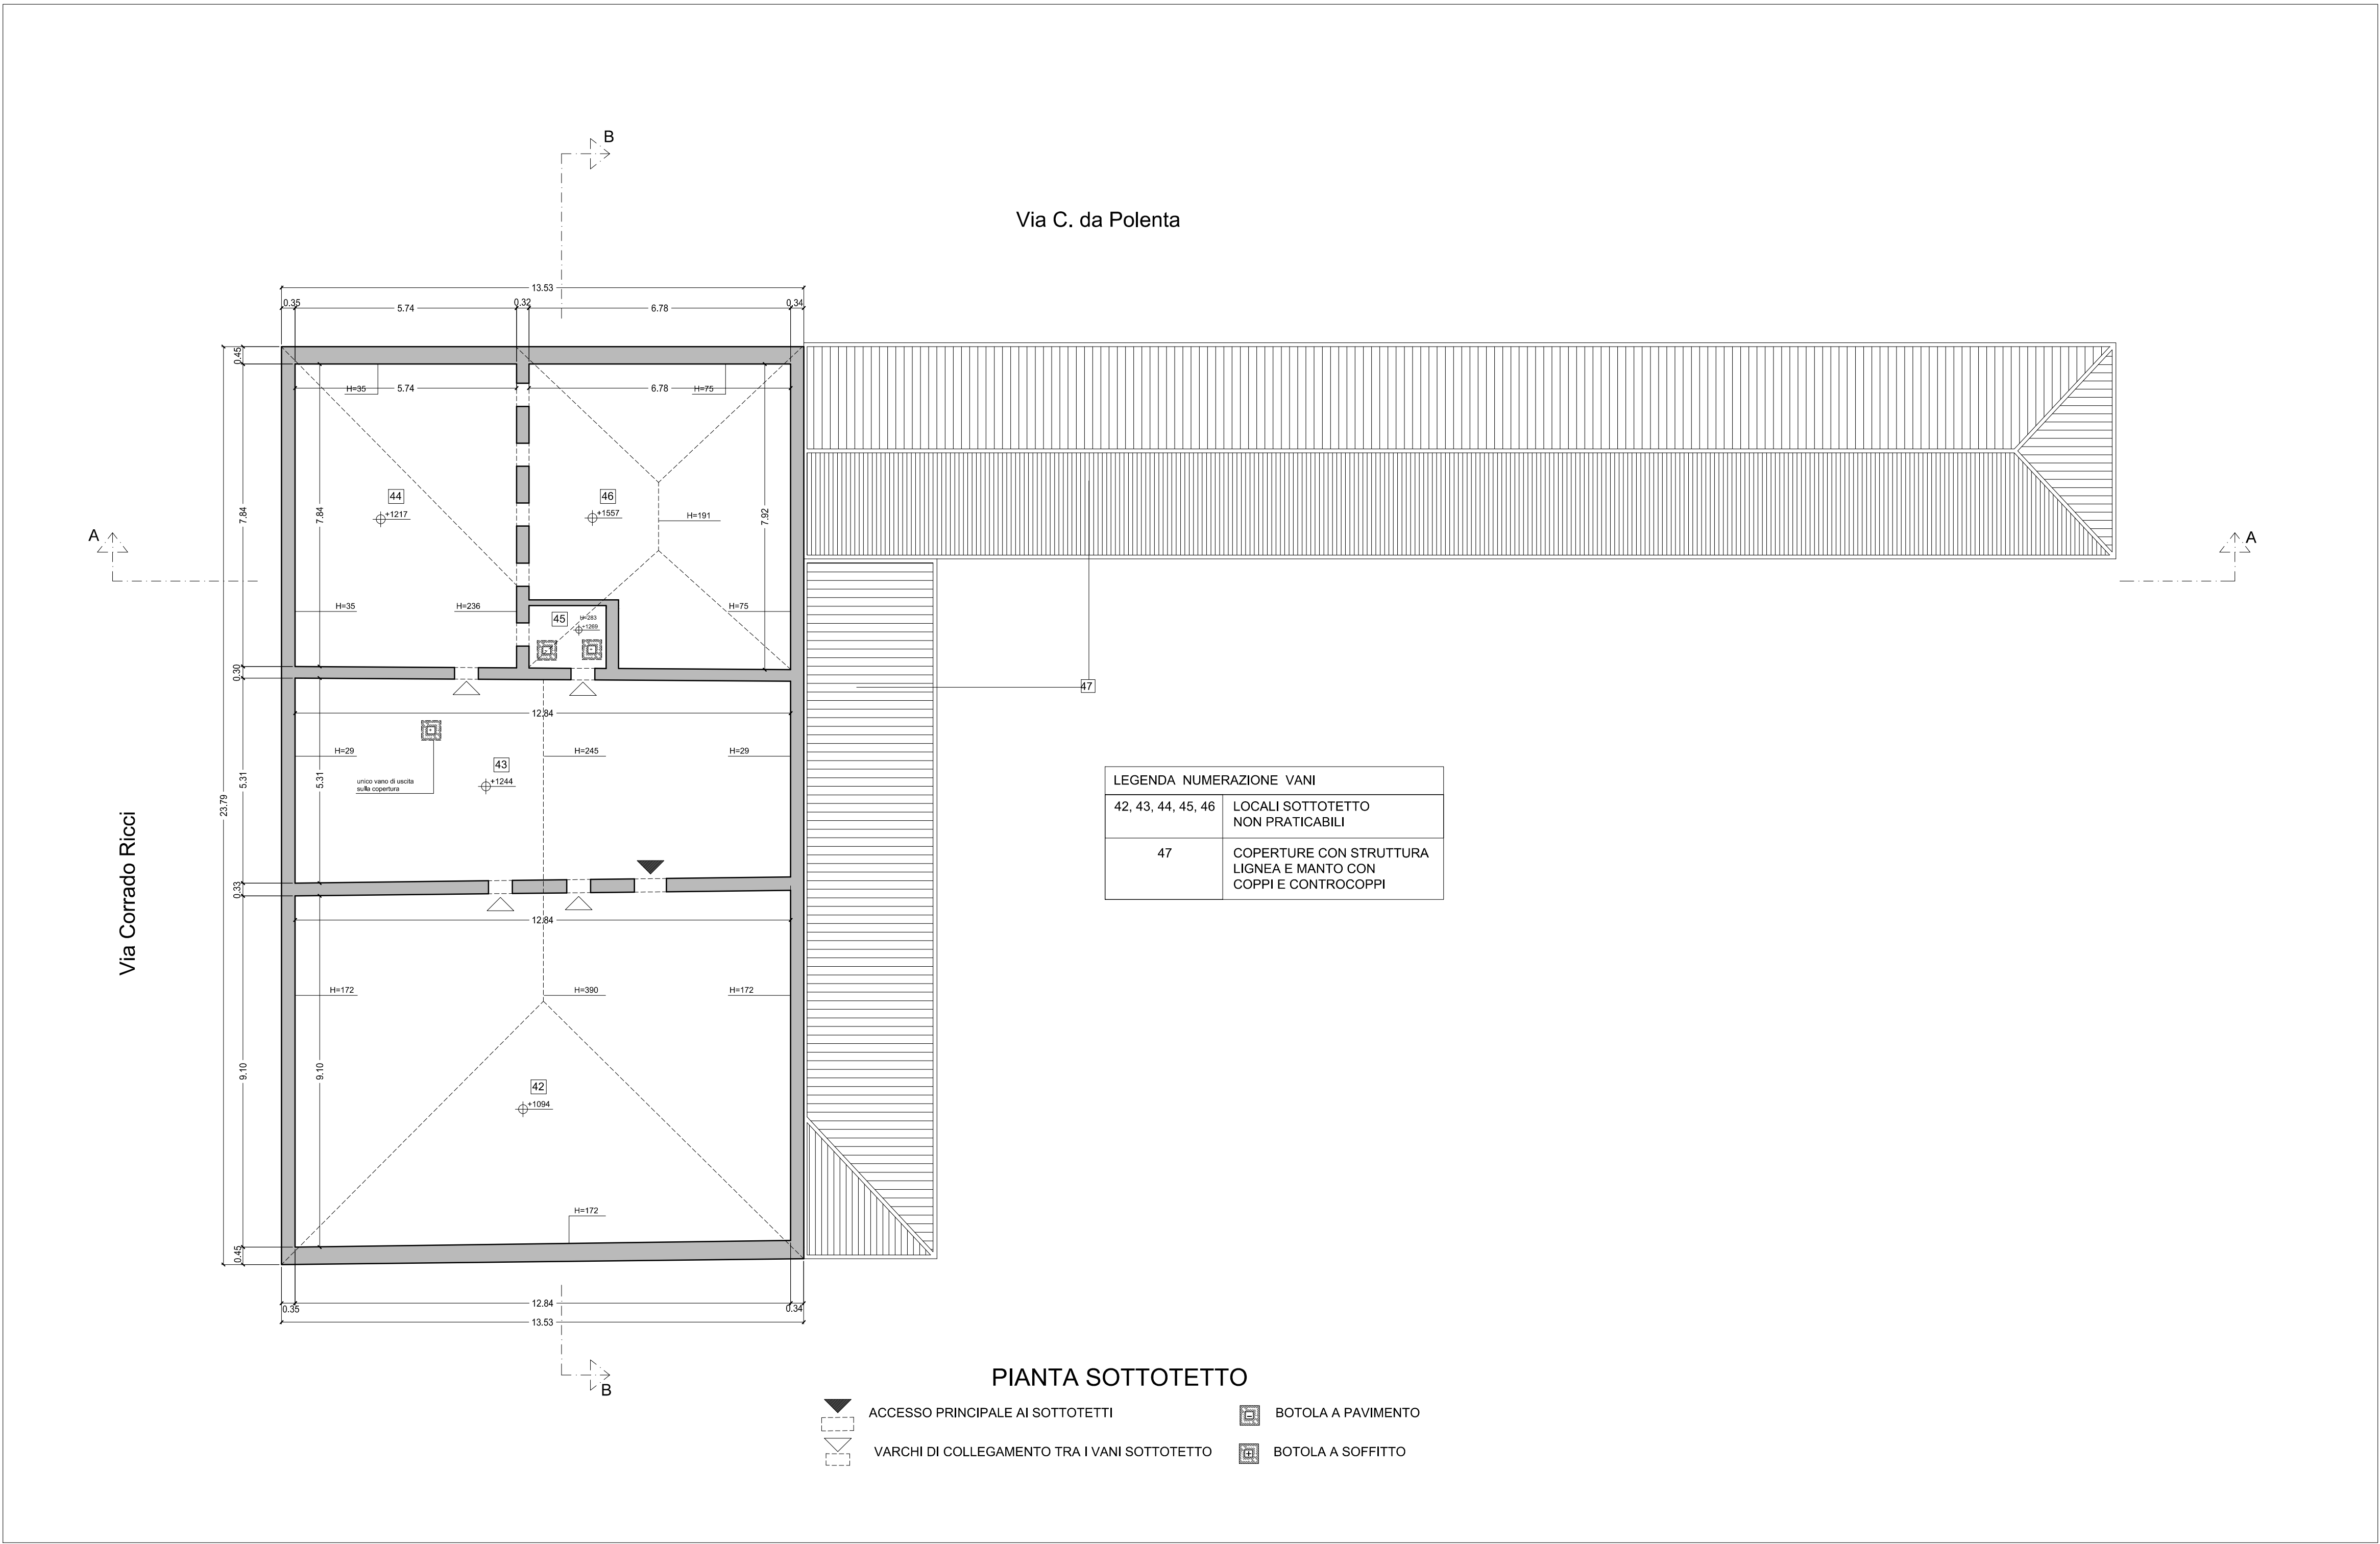 B
Via C. da Polenta
13.53
0.35
5.74
0.32
6.78
0.34
0.45
H=35
5.74
6.78
H=75
44
+1217
46
+1557
H=191
7.84
7.84
7.92
A
A
H=35
H=236
45
H=283
+1269
H=75
0.30
47
12.84
H=29
H=245
H=29
43
+1244
unico vano di uscita
sulla copertura
5.31
5.31
23.79
LEGENDA NUMERAZIONE VANI
42, 43, 44, 45, 46
LOCALI SOTTOTETTO
NON PRATICABILI
47
COPERTURE CON STRUTTURA
LIGNEA E MANTO CON
COPPI E CONTROCOPPI
Via Corrado Ricci
0.33
12.84
H=172
H=390
H=172
9.10
9.10
42
+1094
H=172
0.45
0.35
12.84
0.34
13.53
B
PIANTA SOTTOTETTO
ACCESSO PRINCIPALE AI SOTTOTETTI
BOTOLA A PAVIMENTO
VARCHI DI COLLEGAMENTO TRA I VANI SOTTOTETTO
BOTOLA A SOFFITTO